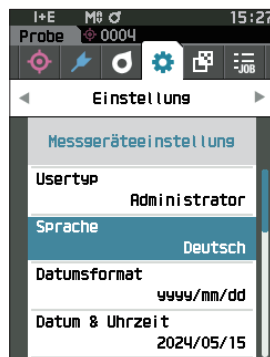 I+E M0 15:27
Probe 0004
JOB
Einstellung
Messgeräteeinstellung
Usertyp
Administrator
Sprache
Deutsch
Datumsformat
yyyy/mm/dd
Datum & Uhrzeit
2024/05/15